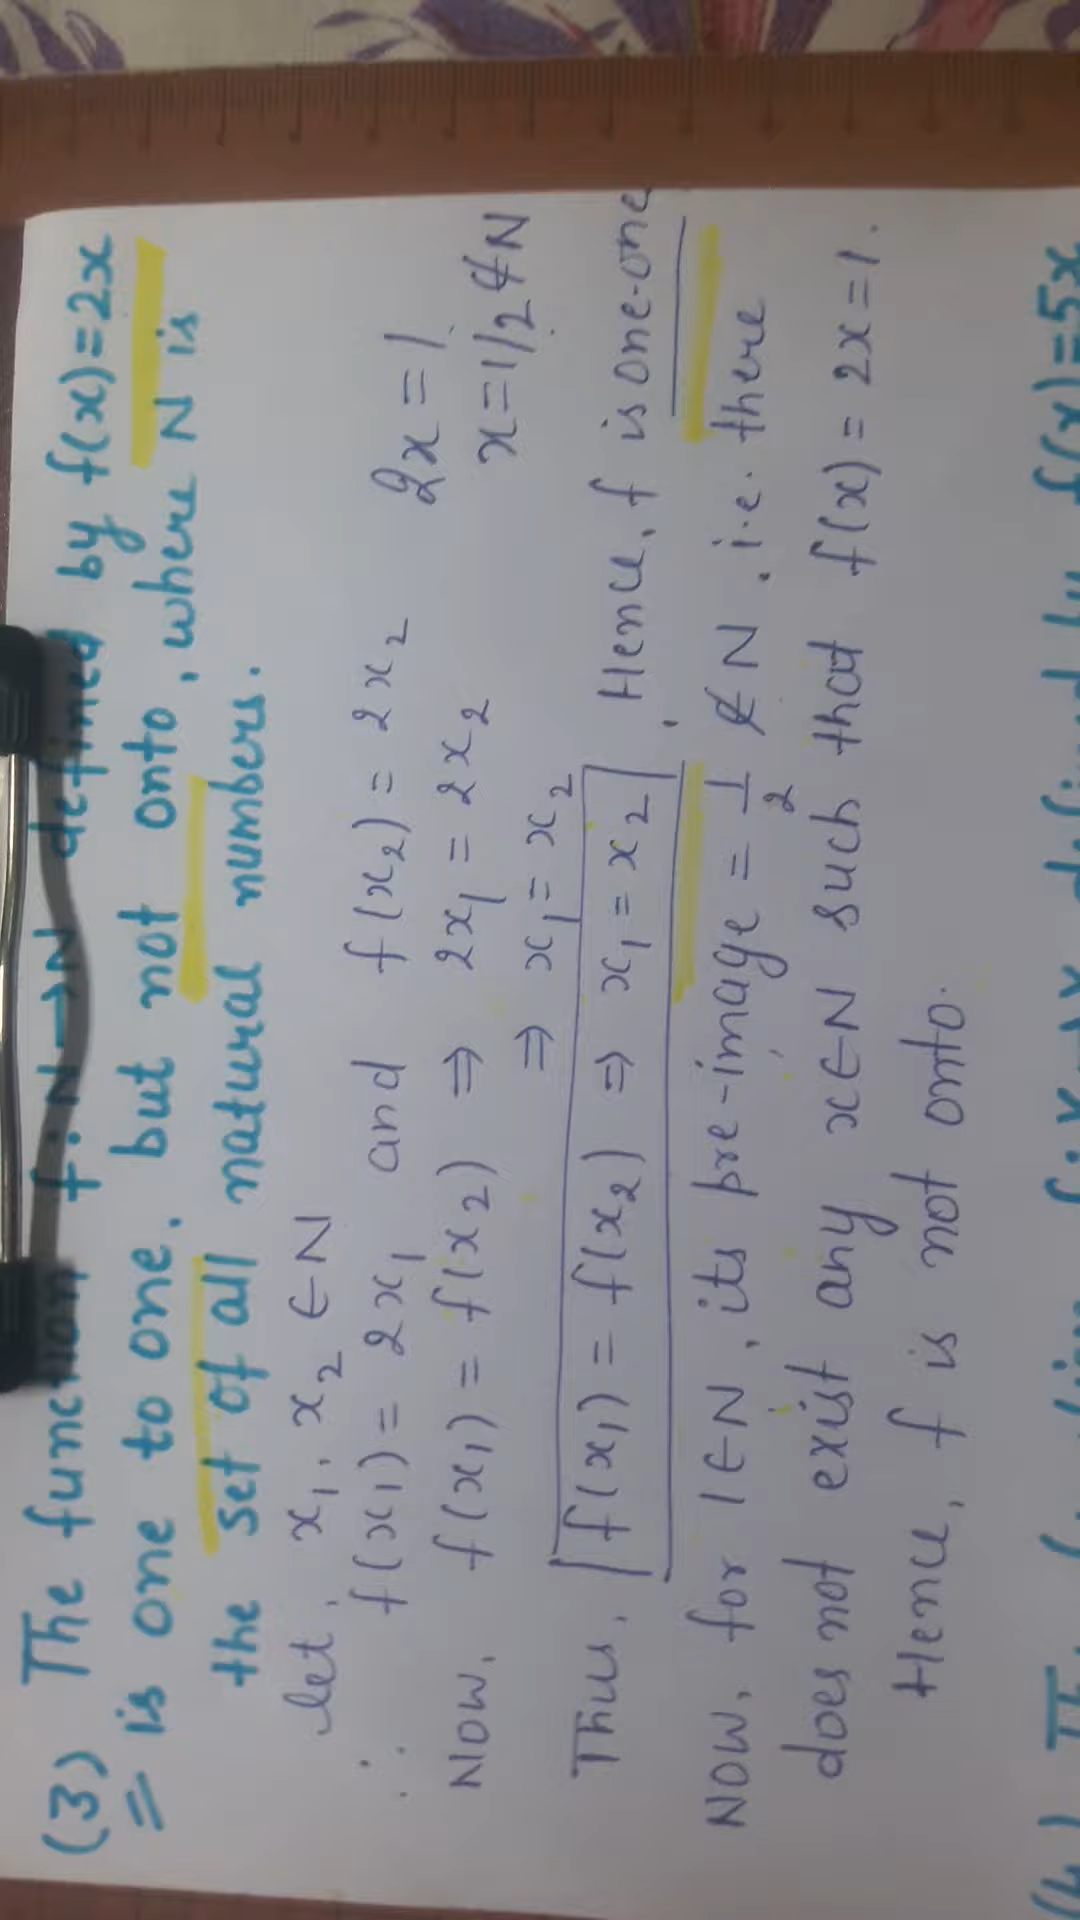 (3) The function f : N → N defined by f(x) = 2x
is one to one. but not onto, where N is
the set of all natural numbers.
let, x₁, x₂ ∈ N
∴ f(x₁) = 2x₁ and f(x₂) = 2x₂ 2x = 1
Now, f(x₁) = f(x₂) ⇒ 2x₁ = 2x₂ x = 1/2 ∉ N
⇒ x₁ = x₂
Thus, f(x₁) = f(x₂) ⇒ x₁ = x₂, Hence, f is one-one
NOW, for 1 ∈ N, its pre-image = 1/2 ∉ N, i.e. there
does not exist any x ∈ N such that f(x) = 2x = 1.
Hence, f is not onto.